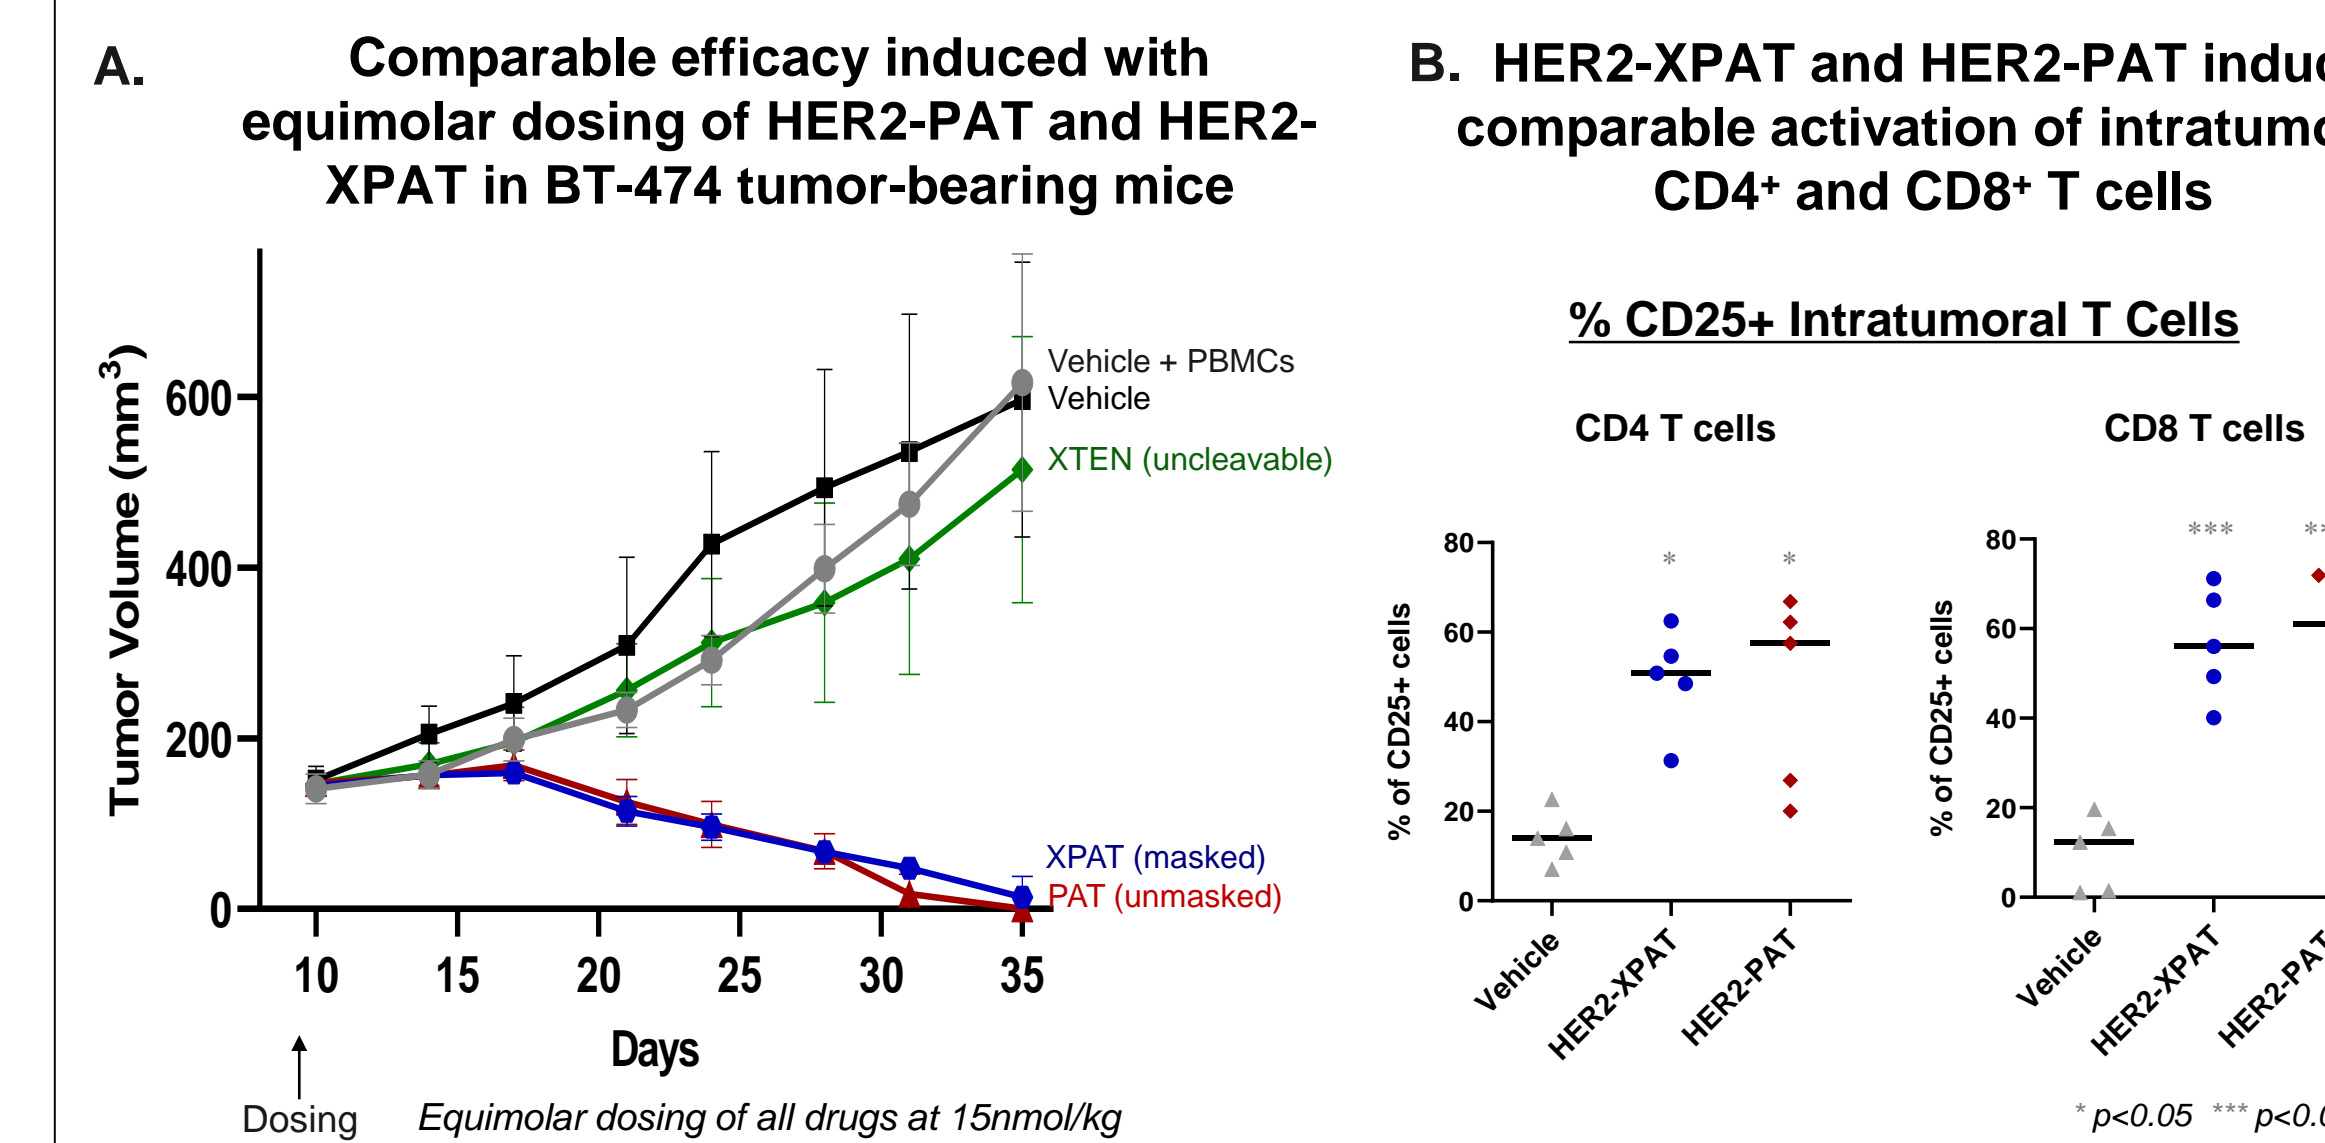 A.
Comparable efficacy induced with
equimolar dosing of HER2-PAT and HER2-
XPAT in BT-474 tumor-bearing mice
Tumor Volume (mm³)
600
400
200
0
10 15 20 25 30 35
Days
Vehicle + PBMCs
Vehicle
XTEN (uncleavable)
XPAT (masked)
PAT (unmasked)
Dosing
Equimolar dosing of all drugs at 15nmol/kg
B. HER2-XPAT and HER2-PAT
comparable activation of
CD4⁺ and CD8⁺ T cells
% CD25+ Intratumoral T Cells
CD4 T cells
% of CD25+ cells
80
60
40
20
0
* *
Vehicle
HER2-XPAT
HER2-PAT
CD8 T cells
% of CD25+ cells
80
60
40
20
0
***
Vehicle
HER2-XPAT
HER2-PAT
* p<0.05 ***